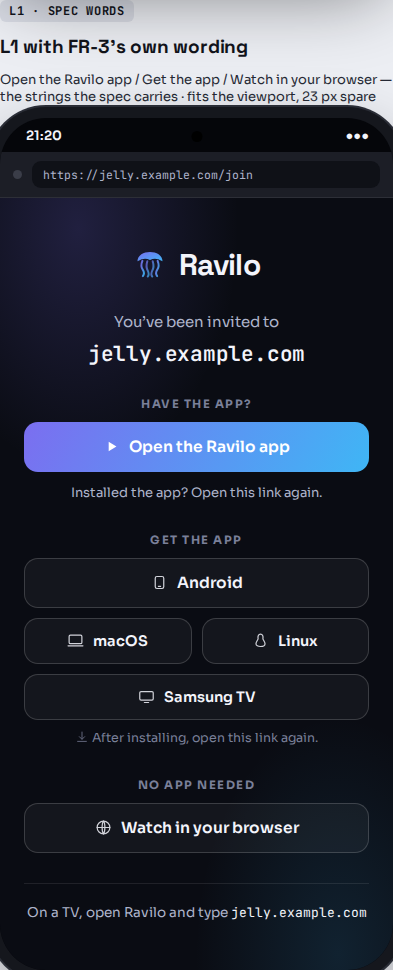 L1 · SPEC WORDS
L1 with FR-3's own wording
Open the Ravilo app / Get the app / Watch in your browser —
the strings the spec carries · fits the viewport, 23 px spare
21:20
https://jelly.example.com/join
Ravilo
You've been invited to
jelly.example.com
HAVE THE APP?
Open the Ravilo app
Installed the app? Open this link again.
GET THE APP
Android
macOS Linux
Samsung TV
After installing, open this link again.
NO APP NEEDED
Watch in your browser
On a TV, open Ravilo and type jelly.example.com